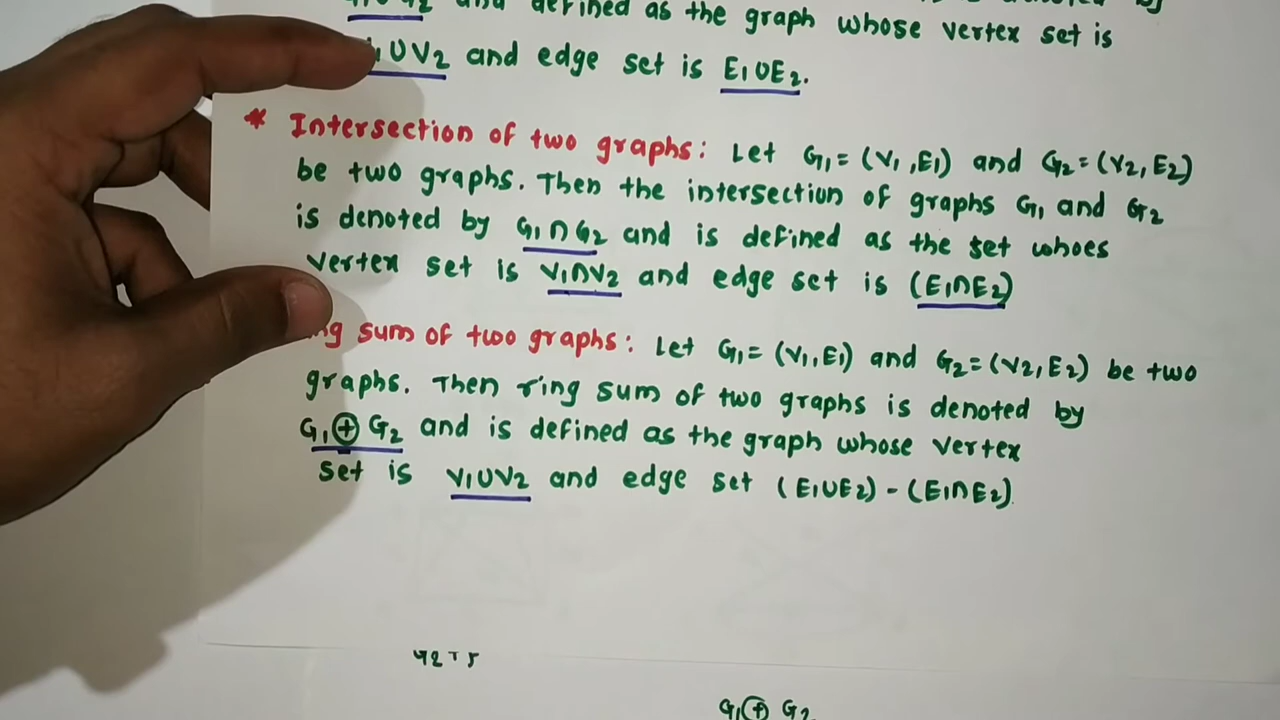 defined as the graph whose vertex set is
UV2 and edge set is E1UE2.
* Intersection of two graphs: Let G1=(V1,E1) and G2=(V2,E2)
be two graphs. Then the intersection of graphs G1 and G2
is denoted by G1∩G2 and is defined as the set whoes
vertex set is V1∩V2 and edge set is (E1∩E2)
sum of two graphs: Let G1=(V1,E1) and G2=(V2,E2) be two
graphs. Then ring sum of two graphs is denoted by
G1⊕G2 and is defined as the graph whose vertex
set is V1UV2 and edge set (E1UE2)-(E1∩E2).
G1⊕G2